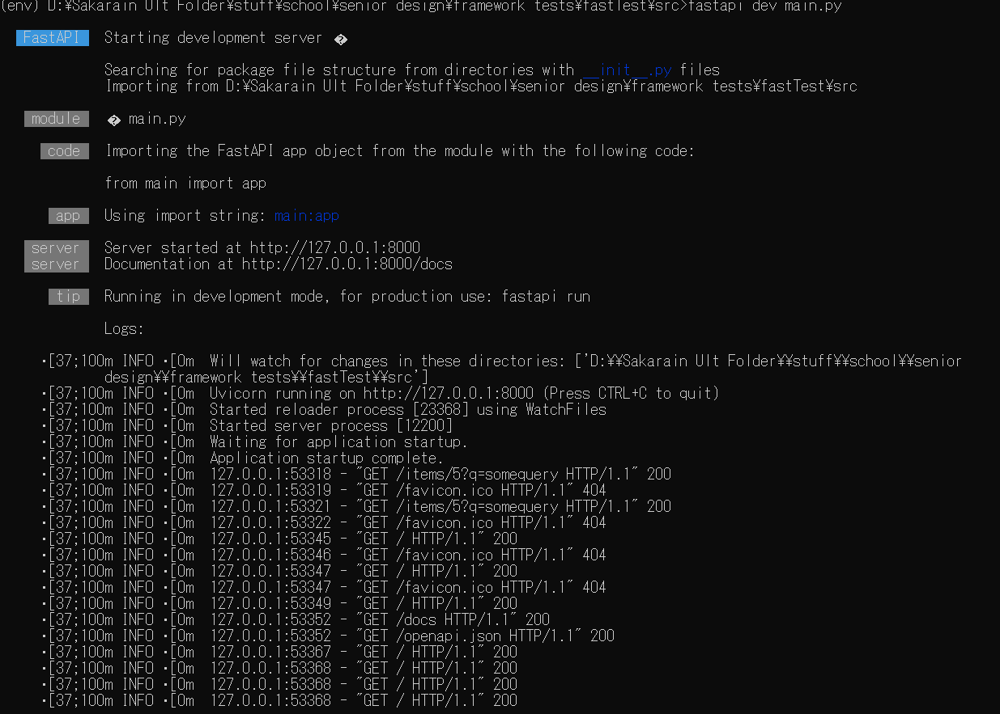 (env) D:¥Sakarain Ult Folder¥stuff¥school¥senior design¥framework tests¥fastTest¥src>fastapi dev main.py
FastAPI Starting development server �
Searching for package file structure from directories with __init__.py files
Importing from D:¥Sakarain Ult Folder¥stuff¥school¥senior design¥framework tests¥fastTest¥src
module � main.py
code Importing the FastAPI app object from the module with the following code:
from main import app
app Using import string: main:app
server Server started at http://127.0.0.1:8000
server Documentation at http://127.0.0.1:8000/docs
tip Running in development mode, for production use: fastapi run
Logs:
·[37;100m INFO ·[0m Will watch for changes in these directories: ['D:¥¥Sakarain Ult Folder¥¥stuff¥¥school¥¥senior
design¥¥framework tests¥¥fastTest¥¥src']
·[37;100m INFO ·[0m Uvicorn running on http://127.0.0.1:8000 (Press CTRL+C to quit)
·[37;100m INFO ·[0m Started reloader process [23368] using WatchFiles
·[37;100m INFO ·[0m Started server process [12200]
·[37;100m INFO ·[0m Waiting for application startup.
·[37;100m INFO ·[0m Application startup complete.
·[37;100m INFO ·[0m 127.0.0.1:53318 - "GET /items/5?q=somequery HTTP/1.1" 200
·[37;100m INFO ·[0m 127.0.0.1:53319 - "GET /favicon.ico HTTP/1.1" 404
·[37;100m INFO ·[0m 127.0.0.1:53321 - "GET /items/5?q=somequery HTTP/1.1" 200
·[37;100m INFO ·[0m 127.0.0.1:53322 - "GET /favicon.ico HTTP/1.1" 404
·[37;100m INFO ·[0m 127.0.0.1:53345 - "GET / HTTP/1.1" 200
·[37;100m INFO ·[0m 127.0.0.1:53346 - "GET /favicon.ico HTTP/1.1" 404
·[37;100m INFO ·[0m 127.0.0.1:53347 - "GET / HTTP/1.1" 200
·[37;100m INFO ·[0m 127.0.0.1:53347 - "GET /favicon.ico HTTP/1.1" 404
·[37;100m INFO ·[0m 127.0.0.1:53349 - "GET / HTTP/1.1" 200
·[37;100m INFO ·[0m 127.0.0.1:53352 - "GET /docs HTTP/1.1" 200
·[37;100m INFO ·[0m 127.0.0.1:53352 - "GET /openapi.json HTTP/1.1" 200
·[37;100m INFO ·[0m 127.0.0.1:53367 - "GET / HTTP/1.1" 200
·[37;100m INFO ·[0m 127.0.0.1:53368 - "GET / HTTP/1.1" 200
·[37;100m INFO ·[0m 127.0.0.1:53368 - "GET / HTTP/1.1" 200
·[37;100m INFO ·[0m 127.0.0.1:53368 - "GET / HTTP/1.1" 200